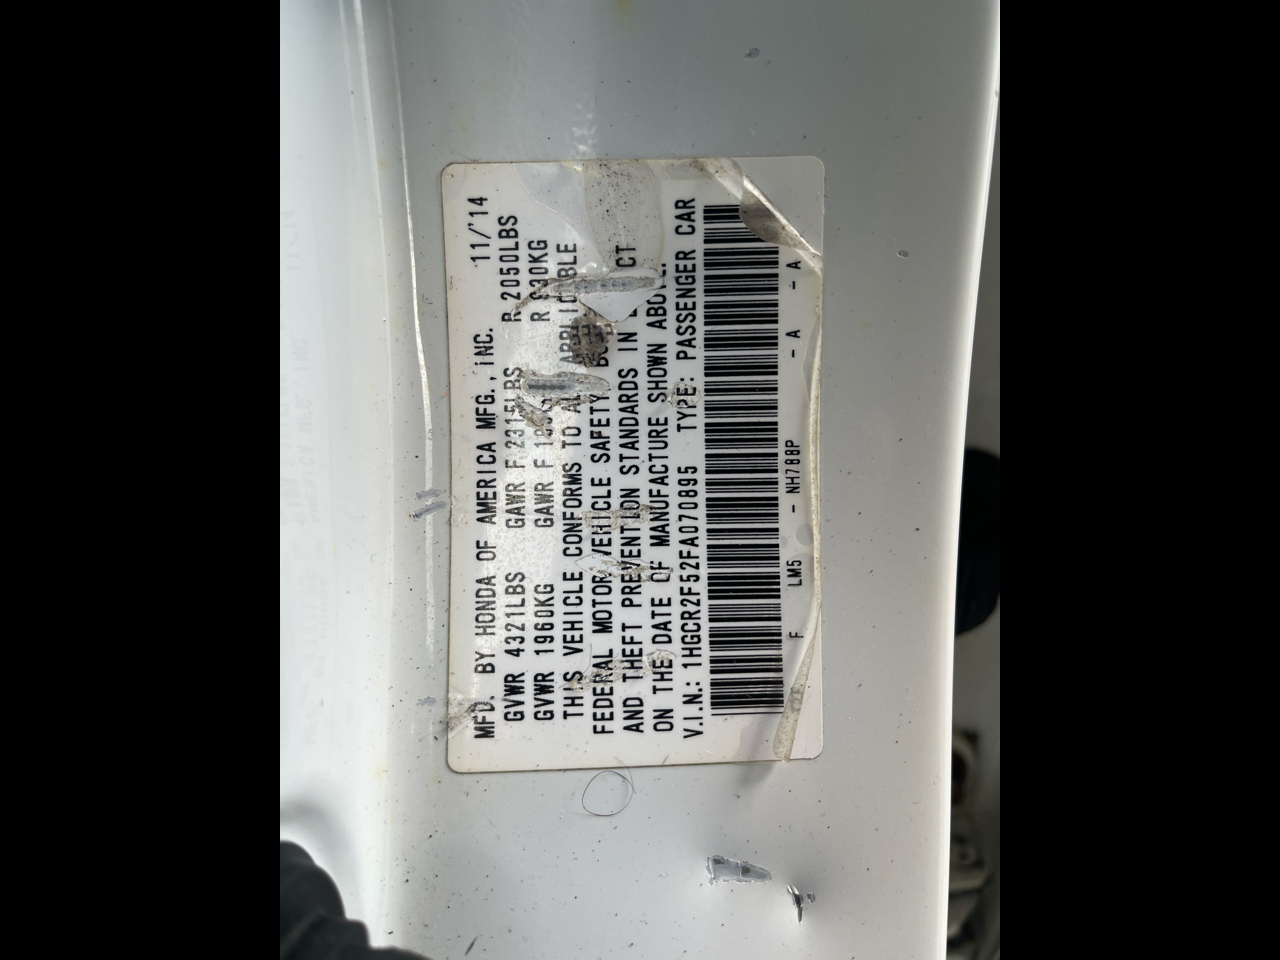 MFD. BY HONDA OF AMERICA MFG., INC. 11/'14
GVWR 4321LBS GAWR F 2315LBS R 2050LBS
GVWR 1960KG GAWR F R 930KG
THIS VEHICLE CONFORMS TO APPLICABLE
FEDERAL MOTOR VEHICLE SAFETY,
AND THEFT PREVENTION STANDARDS IN
ON THE DATE OF MANUFACTURE SHOWN ABOVE.
V.I.N.: 1HGCR2F52FA070895 TYPE: PASSENGER CAR
F LM5 - NH788P - A - A